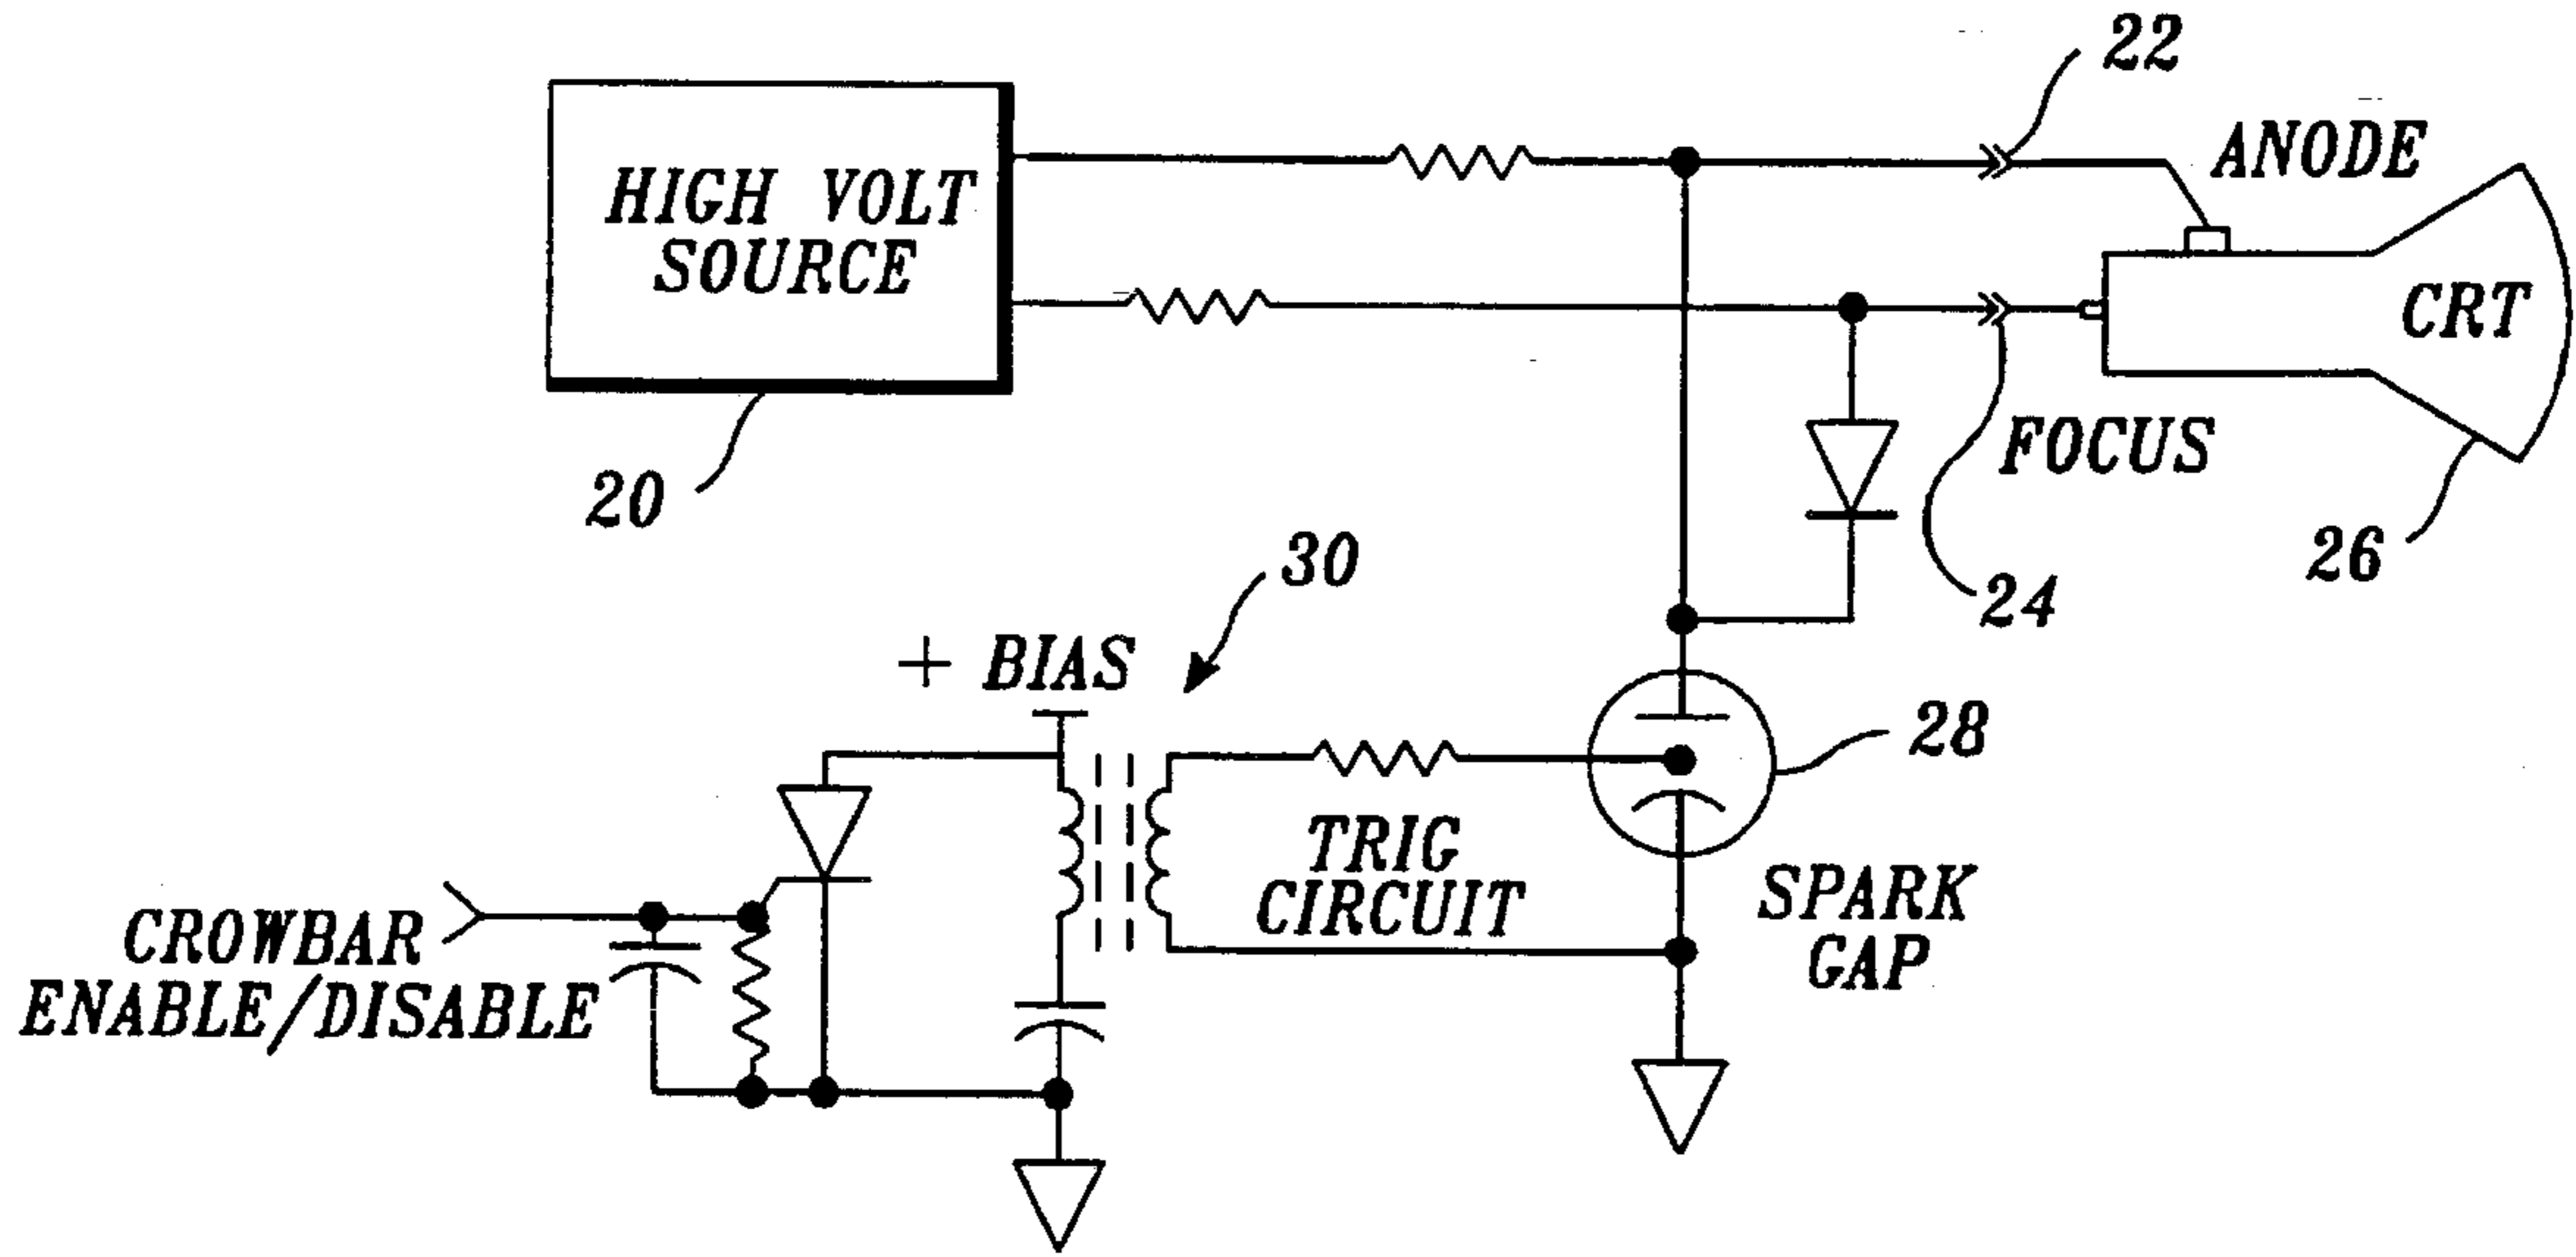 22
ANODE
HIGH VOLT
SOURCE
CRT
FOCUS
20
26
30
24
+ BIAS
28
TRIG
CIRCUIT
SPARK
GAP
CROWBAR
ENABLE/DISABLE